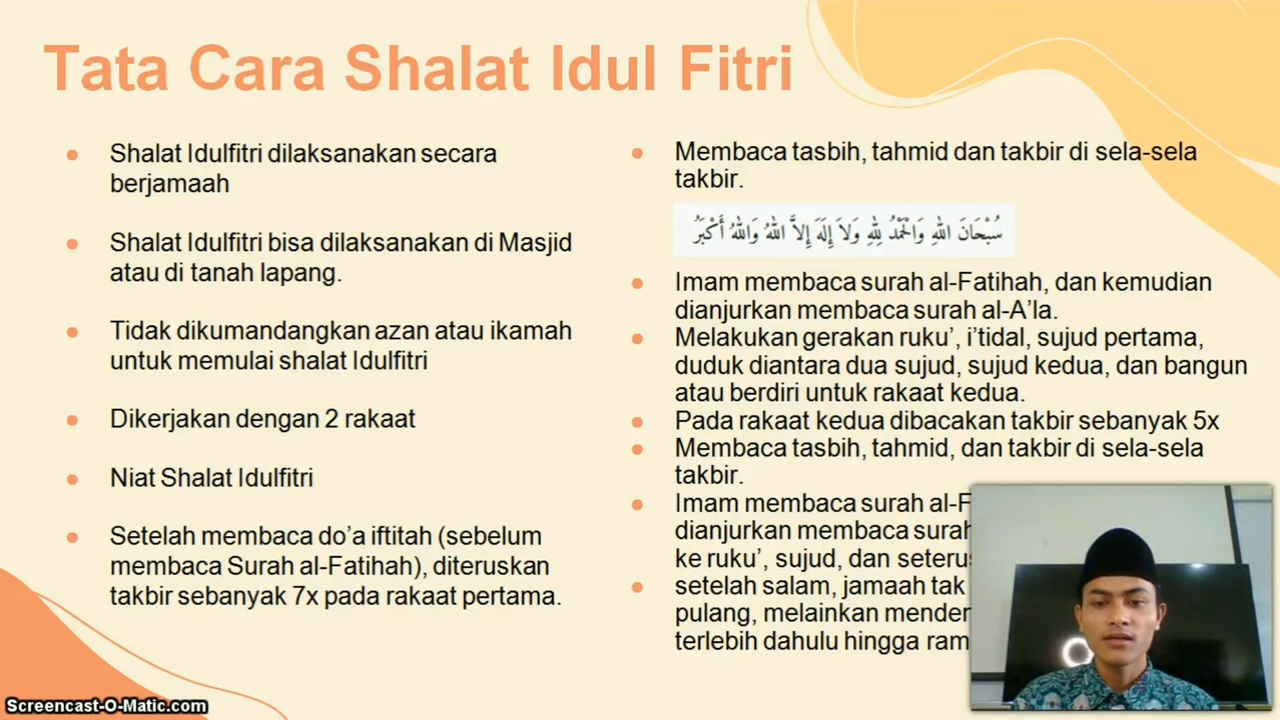 Tata Cara Shalat Idul Fitri
Shalat Idulfitri dilaksanakan secara
berjamaah
Shalat Idulfitri bisa dilaksanakan di Masjid
atau di tanah lapang.
Tidak dikumandangkan azan atau ikamah
untuk memulai shalat Idulfitri
Dikerjakan dengan 2 rakaat
Niat Shalat Idulfitri
Setelah membaca do’a iftitah (sebelum
membaca Surah al-Fatihah), diteruskan
takbir sebanyak 7x pada rakaat pertama.
Membaca tasbih, tahmid dan takbir di sela-sela
takbir.
سُبْحَانَ اللهِ وَالْحَمْدُ لِلهِ وَلاَ إِلَهَ إِلاَّ اللهُ وَاللهُ أَكْبَرُ
Imam membaca surah al-Fatihah, dan kemudian
dianjurkan membaca surah al-A’la.
Melakukan gerakan ruku’, i’tidal, sujud pertama,
duduk diantara dua sujud, sujud kedua, dan bangun
atau berdiri untuk rakaat kedua.
Pada rakaat kedua dibacakan takbir sebanyak 5x
Membaca tasbih, tahmid, dan takbir di sela-sela
takbir.
Imam membaca surah al-F
dianjurkan membaca surah
ke ruku’, sujud, dan seteru
setelah salam, jamaah tak
pulang, melainkan menden
terlebih dahulu hingga ram
Screencast-O-Matic.com